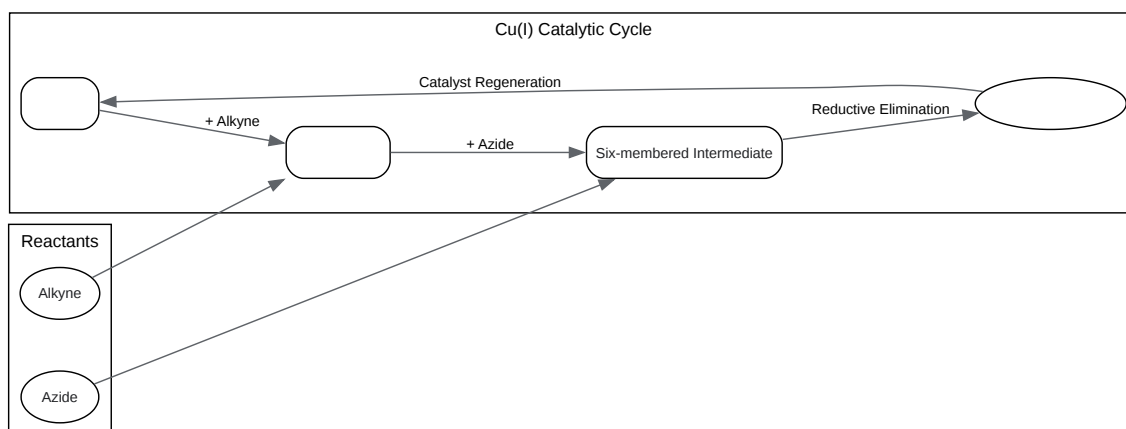 Cu(I) Catalytic Cycle
Catalyst Regeneration
+ Alkyne
+ Azide
Six-membered Intermediate
Reductive Elimination
Reactants
Alkyne
Azide